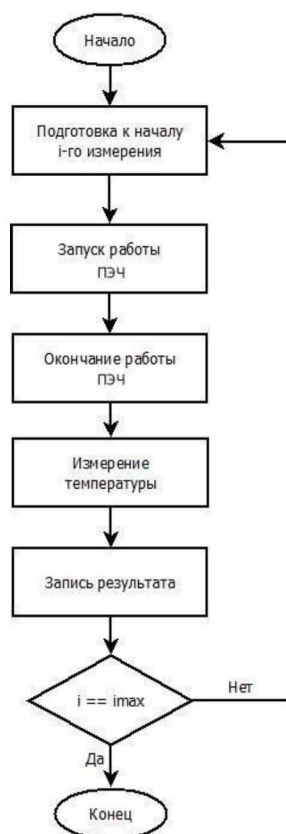 Начало
Подготовка к началу
i-го измерения
Запуск работы
ПЭЧ
Окончание работы
ПЭЧ
Измерение
температуры
Запись результата
i == imax
Нет
Да
Конец